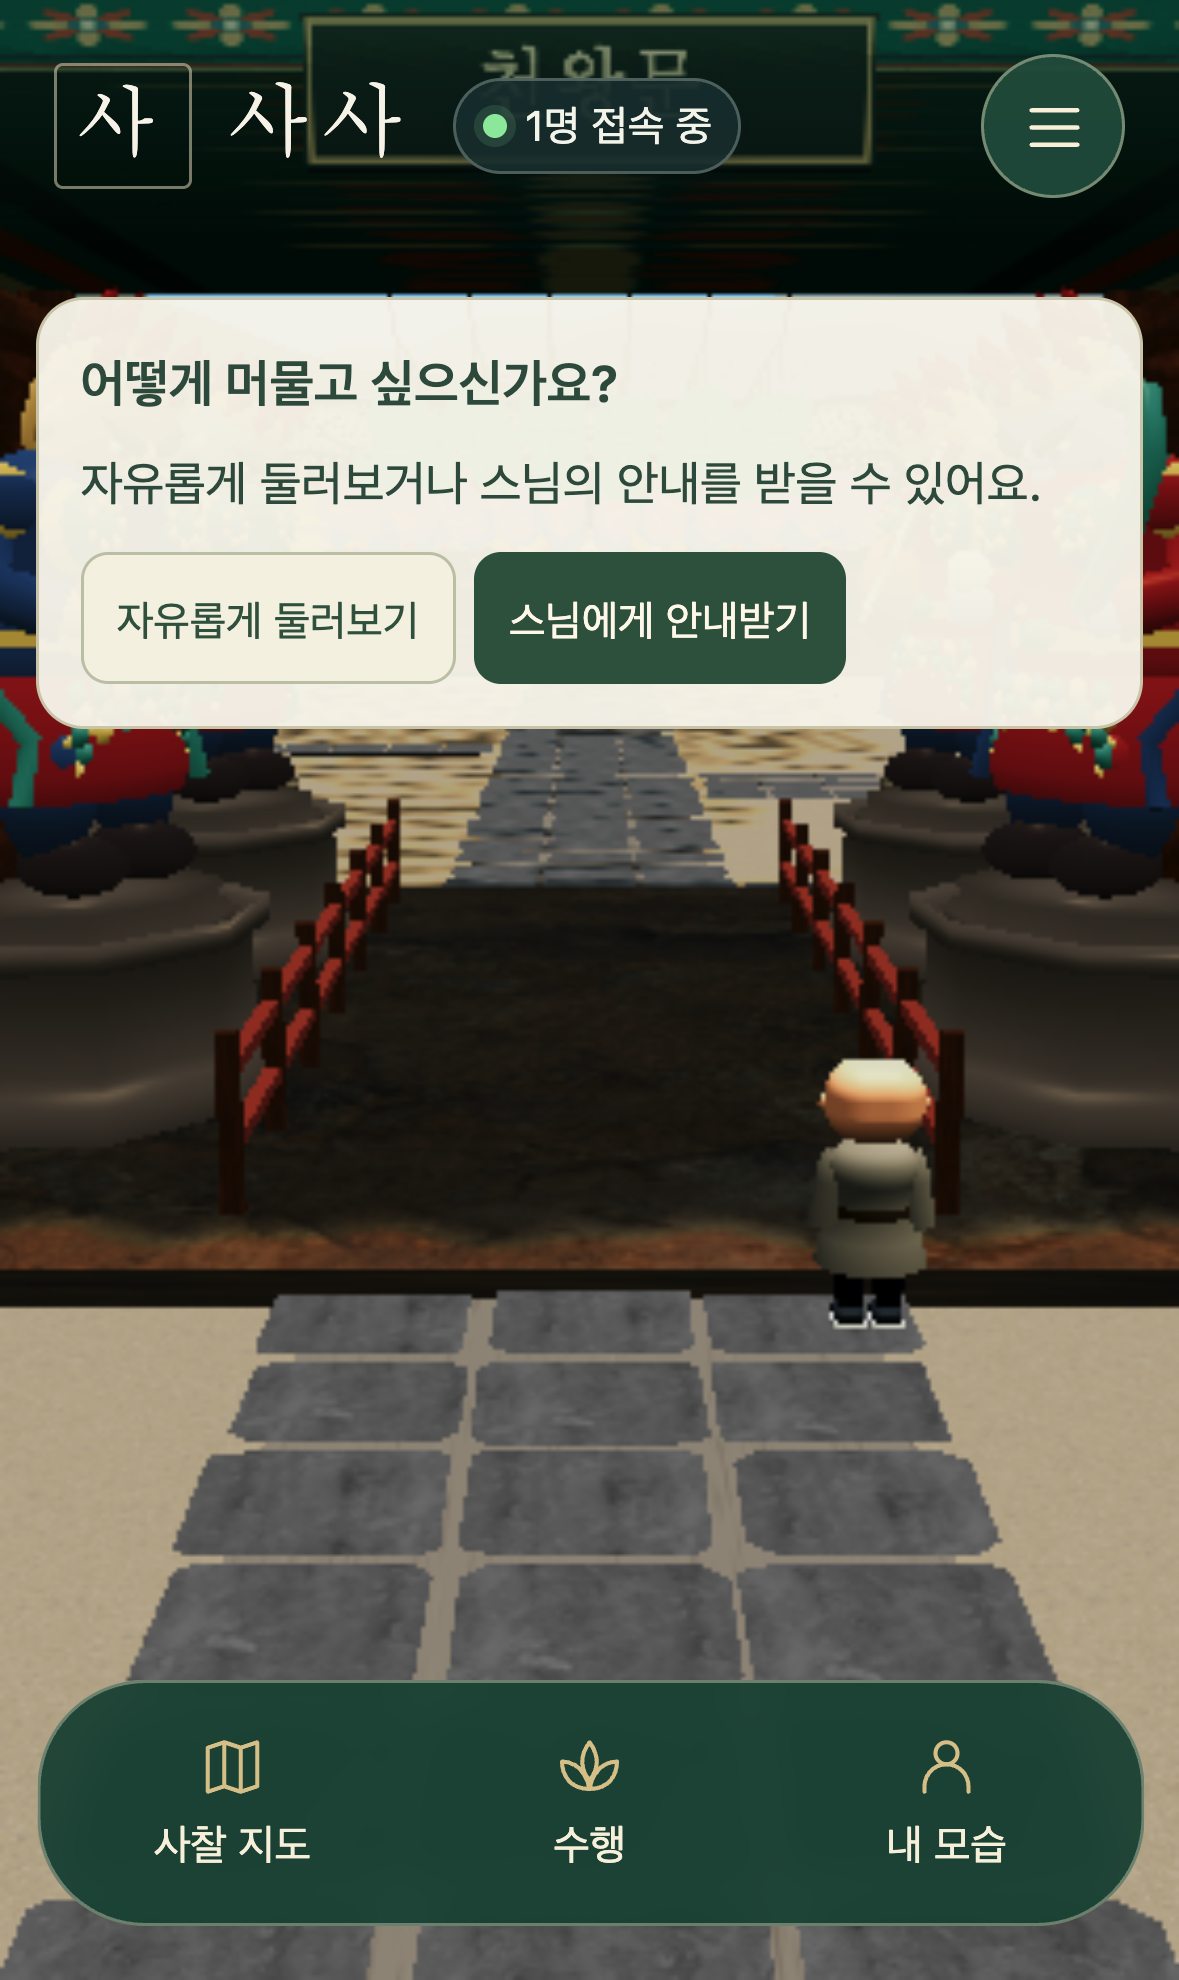 사 사사 1명 접속 중
어떻게 머물고 싶으신가요?
자유롭게 둘러보거나 스님의 안내를 받을 수 있어요.
자유롭게 둘러보기 스님에게 안내받기
사찰 지도 수행 내 모습